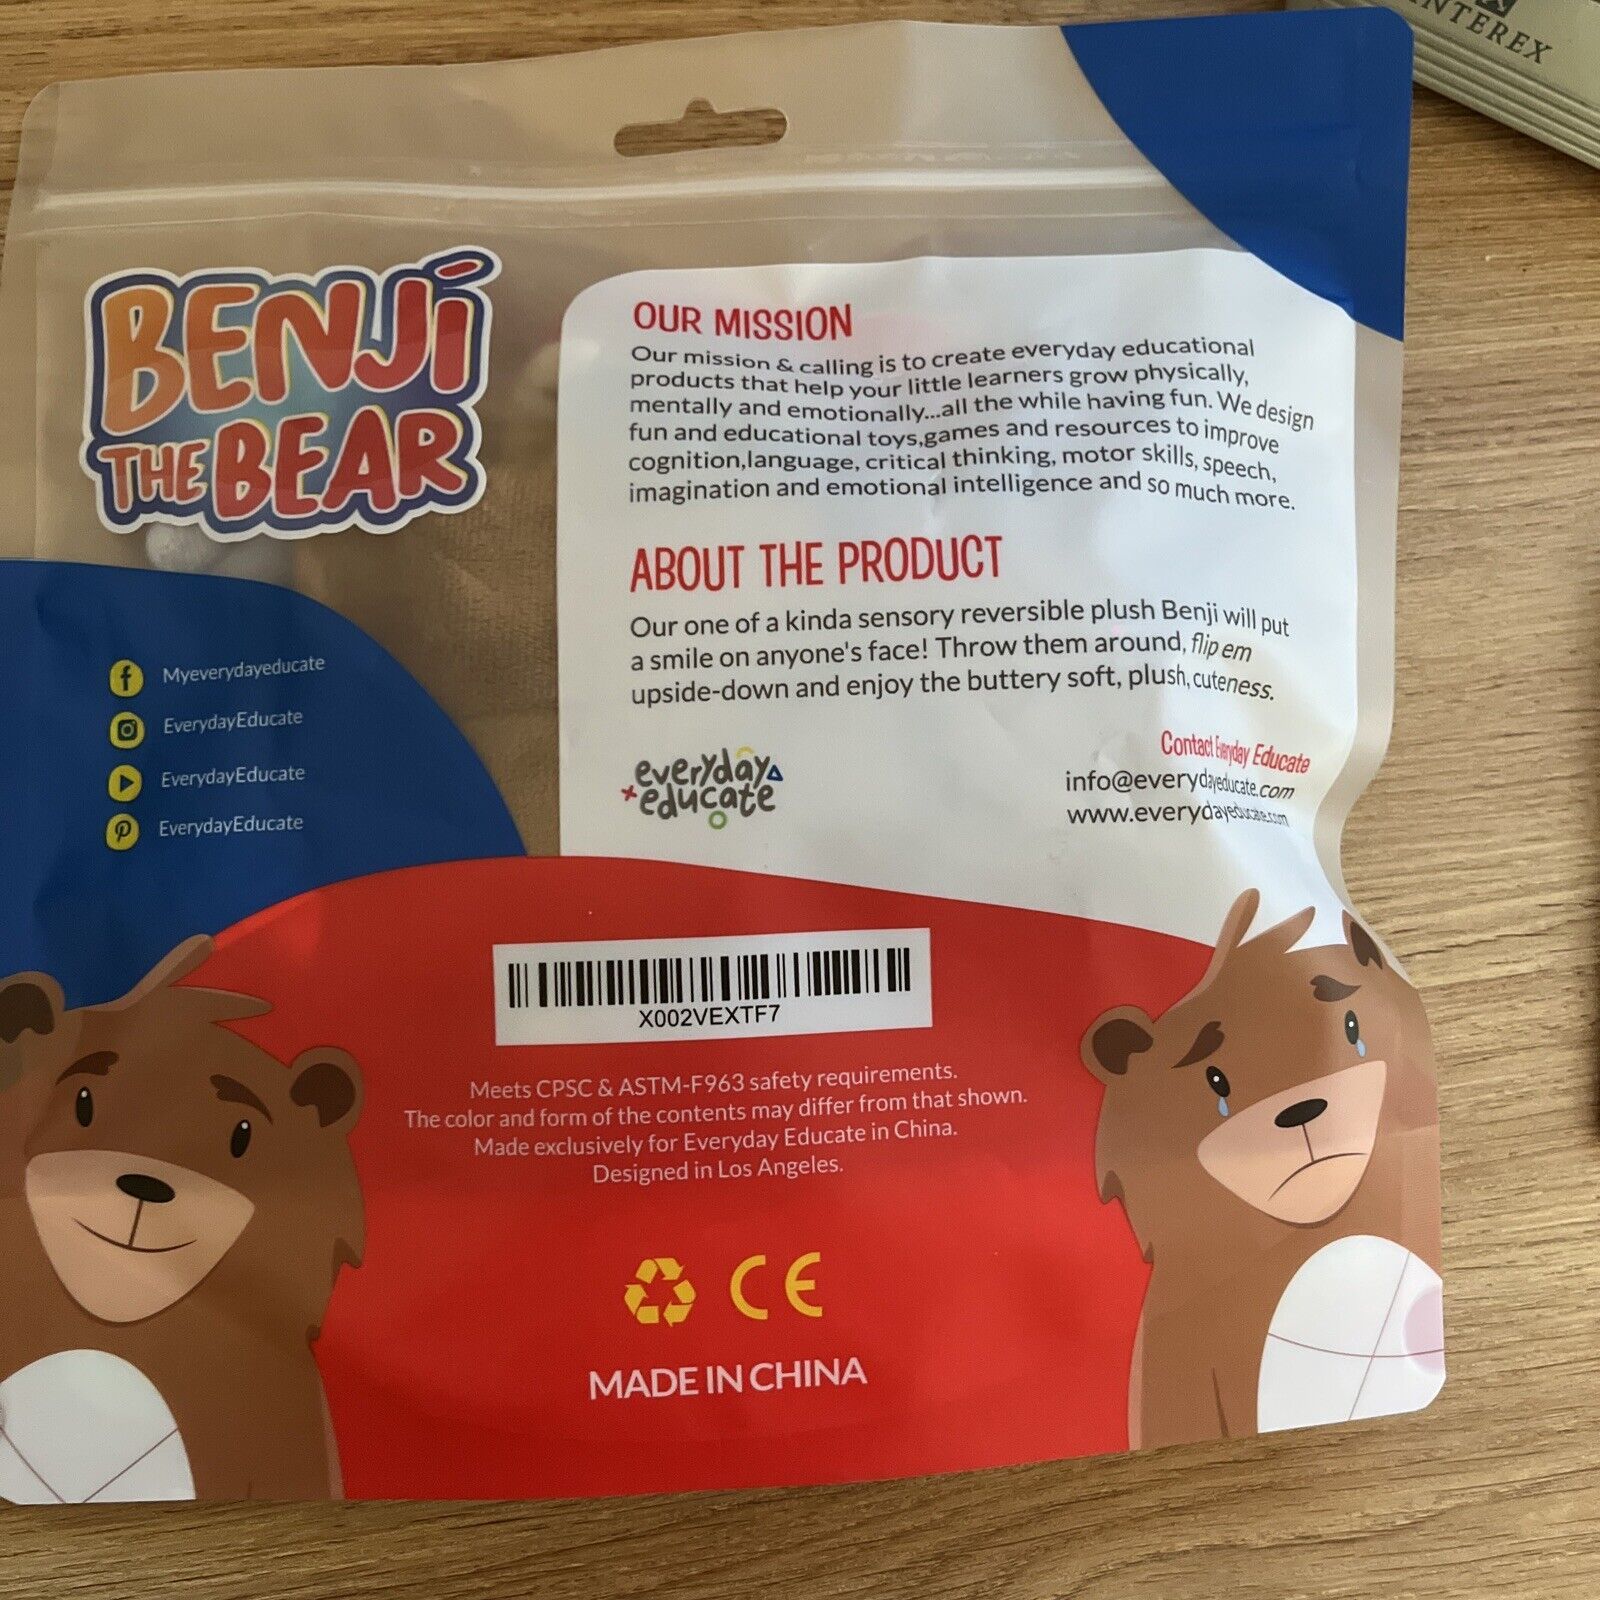 INTEREX
BENJI
THE BEAR
OUR MISSION
Our mission & calling is to create everyday educational
products that help your little learners grow physically,
mentally and emotionally...all the while having fun. We design
fun and educational toys,games and resources to improve
cognition,language, critical thinking, motor skills, speech,
imagination and emotional intelligence and so much more.
ABOUT THE PRODUCT
Our one of a kinda sensory reversible plush Benji will put
a smile on anyone's face! Throw them around, flip em
upside-down and enjoy the buttery soft, plush, cuteness.
Myeverydayeducate
EverydayEducate
EverydayEducate
EverydayEducate
everyday
educate
Contact Everyday Educate
info@everydayeducate.com
www.everydayeducate.com
X002VEXTF7
Meets CPSC & ASTM-F963 safety requirements.
The color and form of the contents may differ from that shown.
Made exclusively for Everyday Educate in China.
Designed in Los Angeles.
CE
MADE IN CHINA